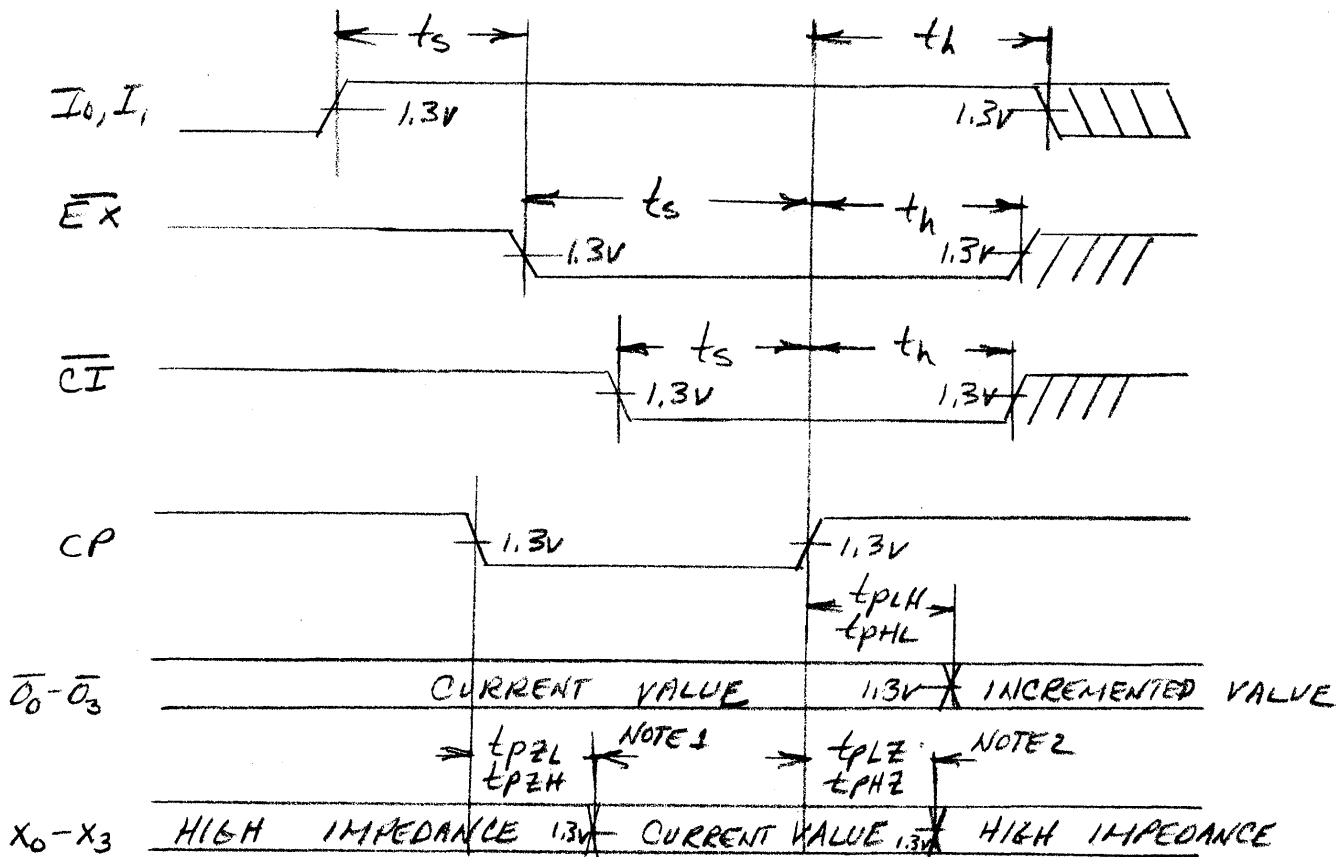 ts th
I0, I1 1.3V 1.3V
EX ts th
1.3V 1.3V
CI ts th
1.3V 1.3V
CP 1.3V 1.3V
tPLH
tPHL
O0-O3 CURRENT VALUE 1.3V INCREMENTED VALUE
tPZL NOTE 1 tPLZ NOTE 2
tPZH tPHZ
X0-X3 HIGH IMPEDANCE 1.3V CURRENT VALUE 1.3V HIGH IMPEDANCE